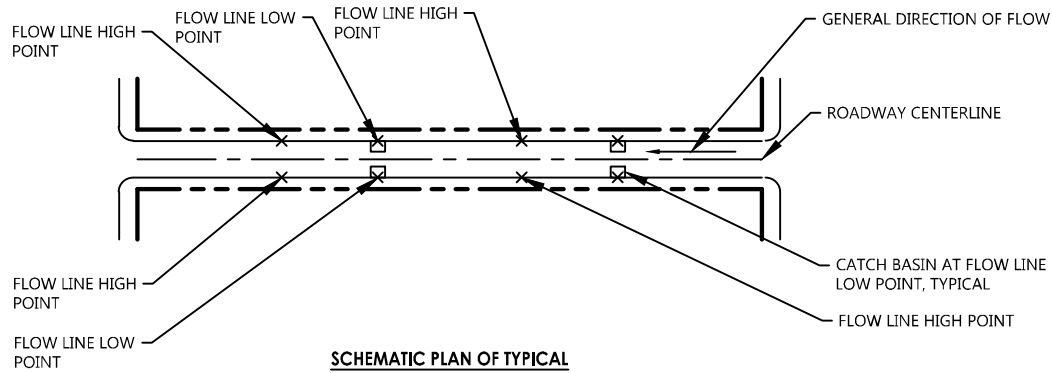 FLOW LINE HIGH
POINT
FLOW LINE LOW
POINT
FLOW LINE HIGH
POINT
GENERAL DIRECTION OF FLOW
ROADWAY CENTERLINE
FLOW LINE HIGH
POINT
FLOW LINE LOW
POINT
CATCH BASIN AT FLOW LINE
LOW POINT, TYPICAL
FLOW LINE HIGH POINT
SCHEMATIC PLAN OF TYPICAL